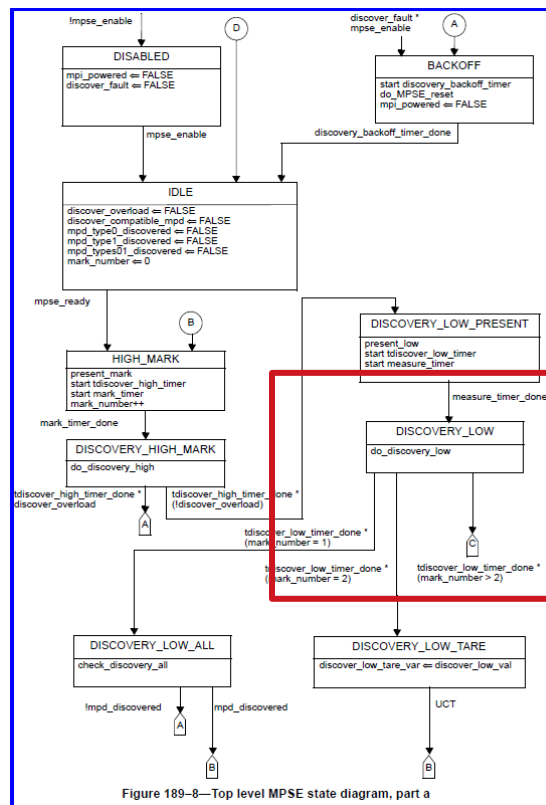 !mpse_enable
D
discover_fault *
mpse_enable
A
DISABLED
mpi_powered ⇐ FALSE
discover_fault ⇐ FALSE
BACKOFF
start discovery_backoff_timer
do_MPSE_reset
mpi_powered ⇐ FALSE
mpse_enable
discovery_backoff_timer_done
IDLE
discover_overload ⇐ FALSE
discover_compatible_mpd ⇐ FALSE
mpd_type0_discovered ⇐ FALSE
mpd_type1_discovered ⇐ FALSE
mpd_types01_discovered ⇐ FALSE
mark_number ⇐ 0
mpse_ready
B
DISCOVERY_LOW_PRESENT
present_low
start tdiscover_low_timer
start measure_timer
HIGH_MARK
present_mark
start tdiscover_high_timer
start mark_timer
mark_number++
measure_timer_done
mark_timer_done
DISCOVERY_LOW
do_discovery_low
DISCOVERY_HIGH_MARK
do_discovery_high
tdiscover_high_timer_done *
discover_overload
tdiscover_high_timer_done *
(!discover_overload)
A
tdiscover_low_timer_done *
(mark_number = 1)
C
tdiscover_low_timer_done *
(mark_number = 2)
tdiscover_low_timer_done *
(mark_number > 2)
DISCOVERY_LOW_ALL
check_discovery_all
DISCOVERY_LOW_TARE
discover_low_tare_var ⇐ discover_low_val
!mpd_discovered
A
mpd_discovered
B
UCT
B
Figure 189–8—Top level MPSE state diagram, part a